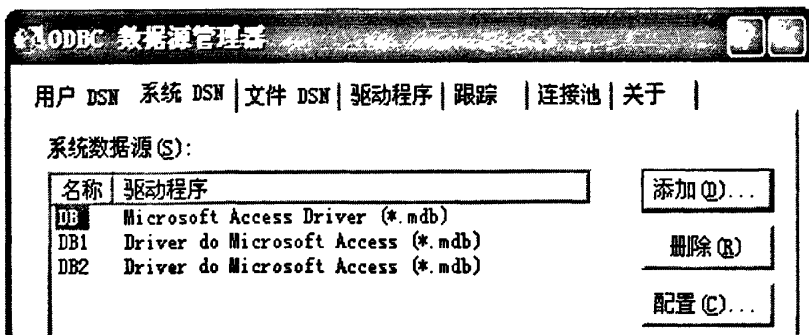 ODBC 数据源管理器
用户 DSN 系统 DSN 文件 DSN 驱动程序 跟踪 连接池 关于
系统数据源(S):
名称 驱动程序
添加(D)...
DB Microsoft Access Driver (*.mdb)
DB1 Driver do Microsoft Access (*.mdb)
删除(R)
DB2 Driver do Microsoft Access (*.mdb)
配置(C)...